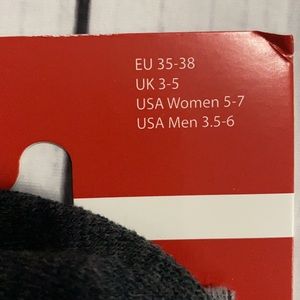 EU 35-38
UK 3-5
USA Women 5-7
USA Men 3.5-6